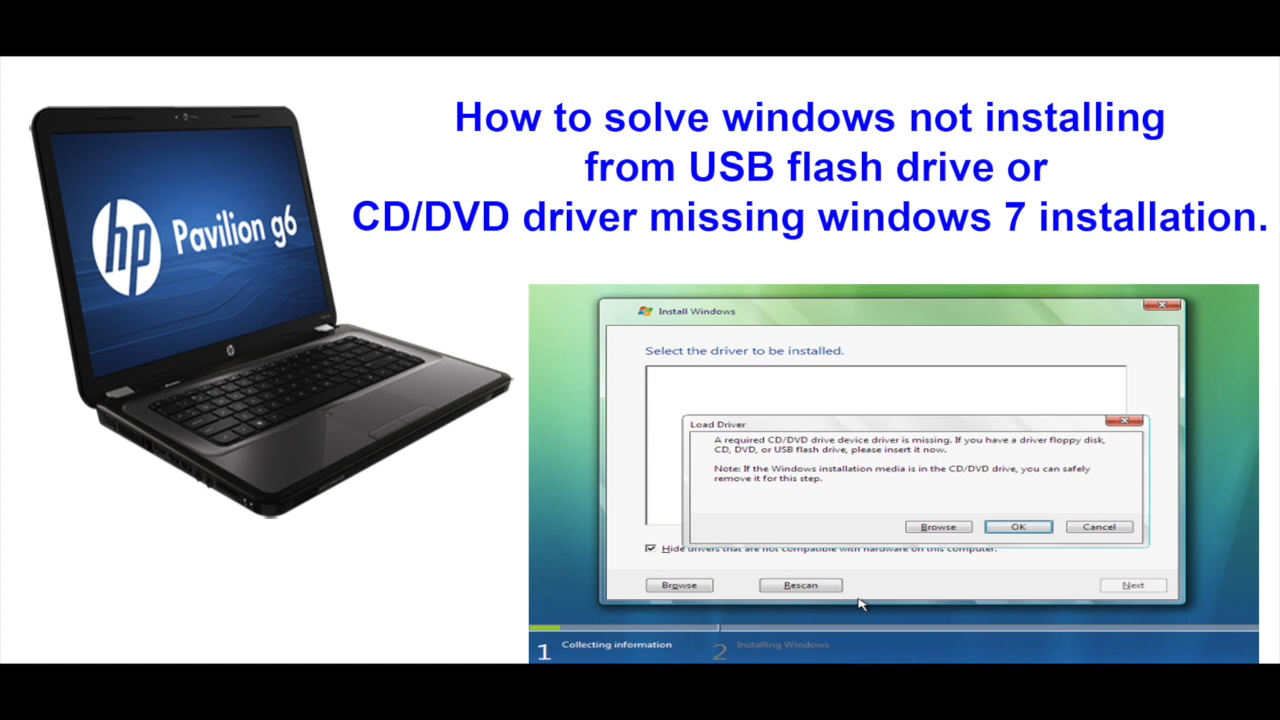 How to solve windows not installing
from USB flash drive or
CD/DVD driver missing windows 7 installation.
hp
Pavilion g6
Install Windows
Select the driver to be installed.
Load Driver
A required CD/DVD drive device driver is missing. If you have a driver floppy disk,
CD, DVD, or USB flash drive, please insert it now.
Note: If the Windows installation media is in the CD/DVD drive, you can safely
remove it for this step.
Browse OK Cancel
Hide drivers that are not compatible with hardware on this computer.
Browse Rescan Next
1 Collecting information 2 Installing Windows